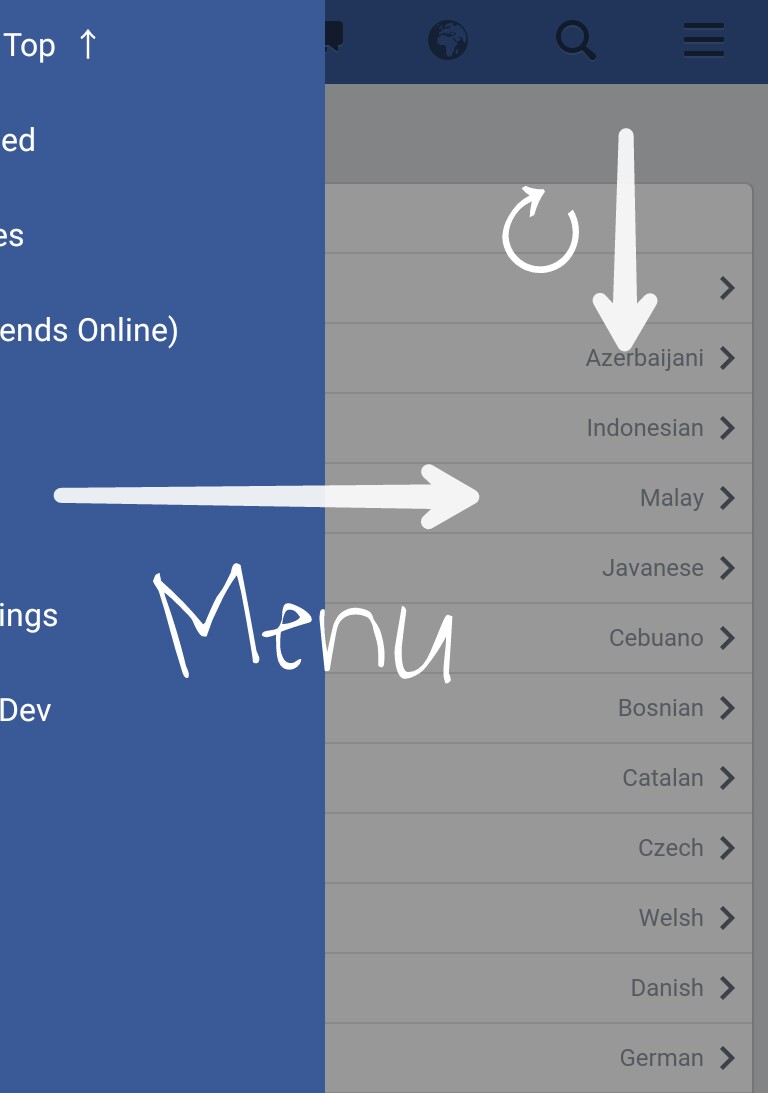 Top ↑
ed
es
ends Online)
Azerbaijani
Indonesian
Malay
Javanese
Menu
ings
Cebuano
Dev
Bosnian
Catalan
Czech
Welsh
Danish
German